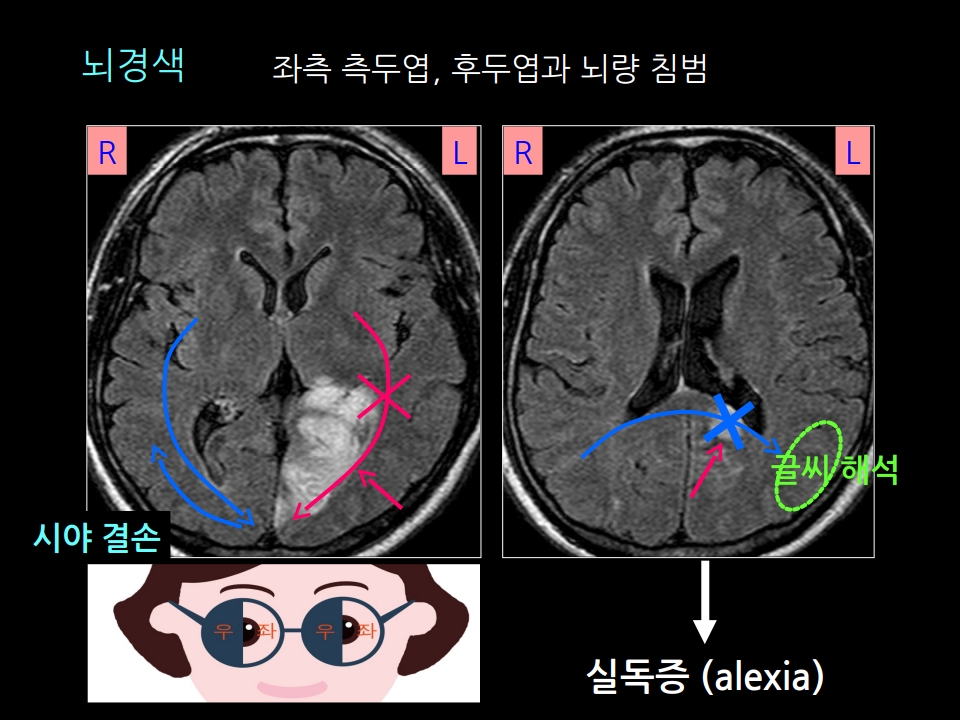 뇌경색
좌측 측두엽, 후두엽과 뇌량 침범
R L
R L
글씨 해석
시야 결손
우 좌 우 좌
실독증 (alexia)